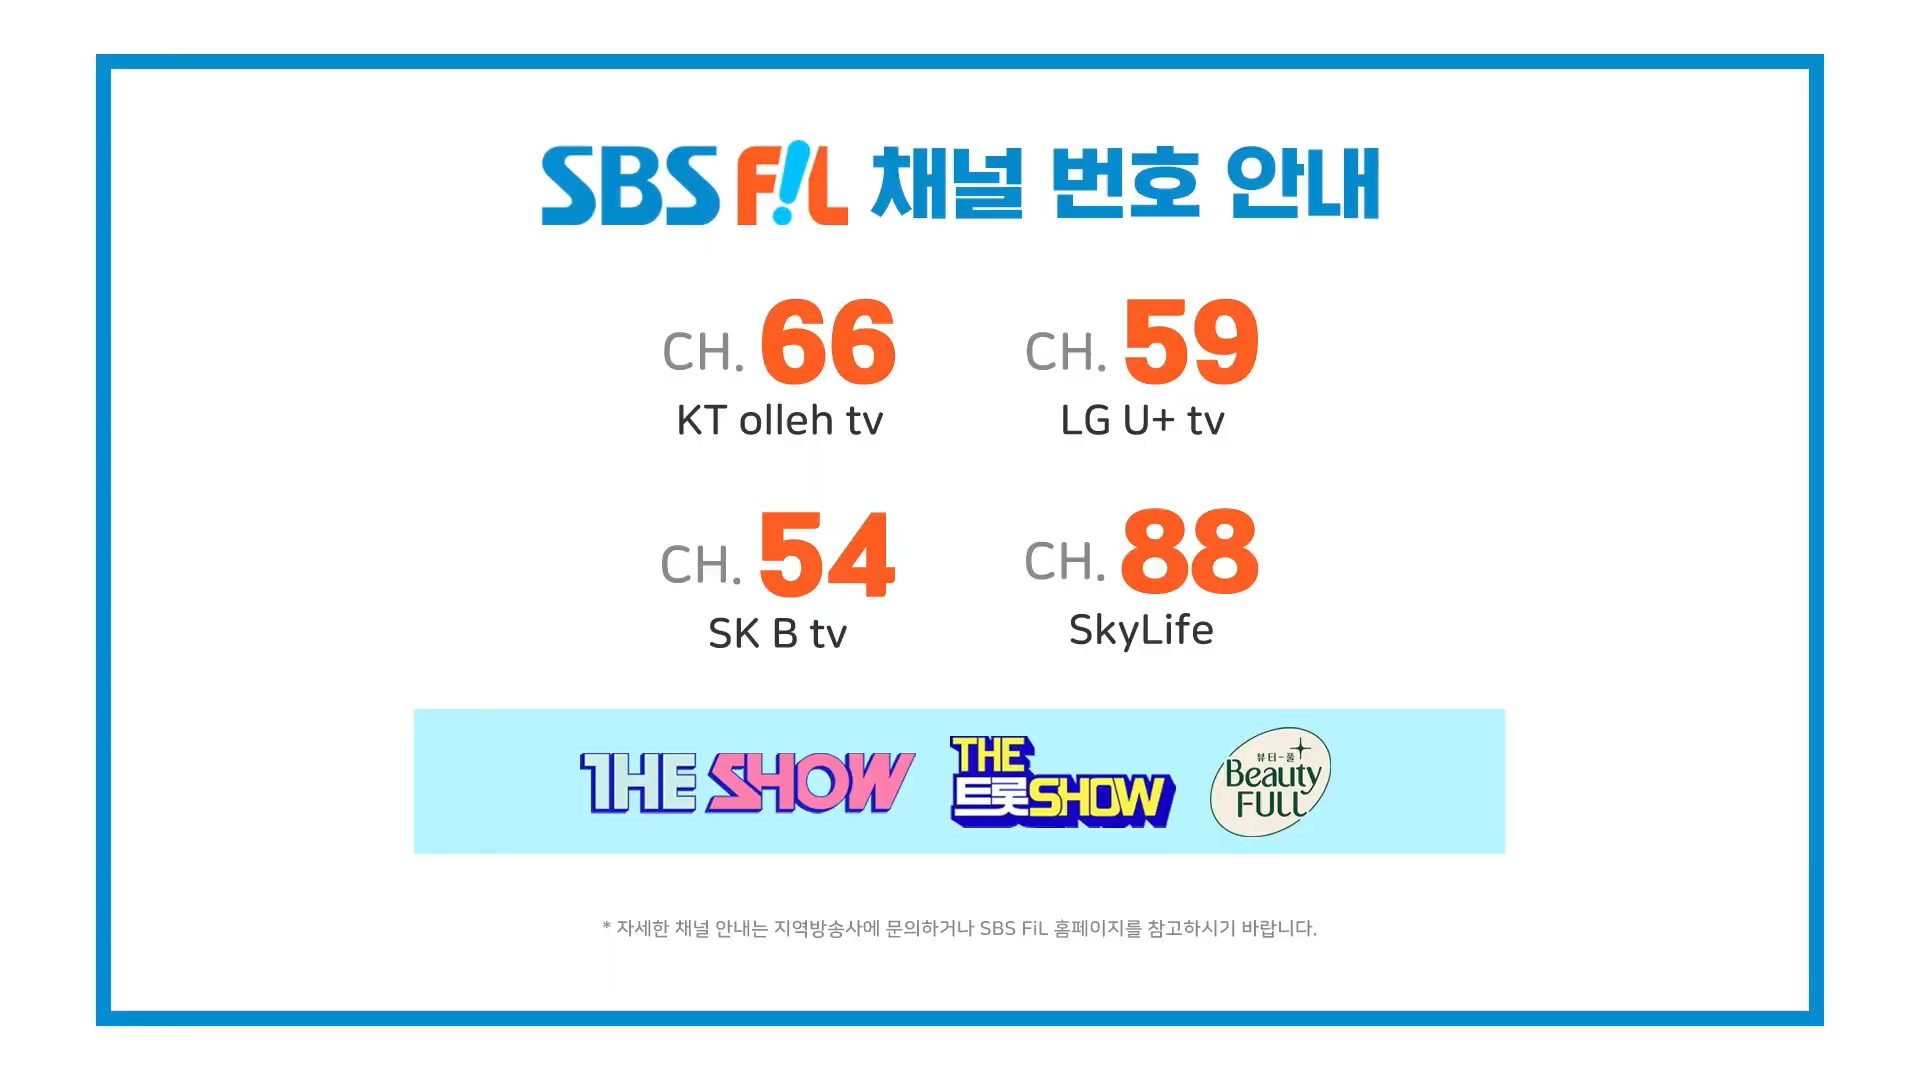 SBS F!L 채널 번호 안내
CH. 66
KT olleh tv
CH. 59
LG U+ tv
CH. 54
SK B tv
CH. 88
SkyLife
THE SHOW
THE
트롯SHOW
뷰티-풀
Beauty
FULL
* 자세한 채널 안내는 지역방송사에 문의하거나 SBS FiL 홈페이지를 참고하시기 바랍니다.